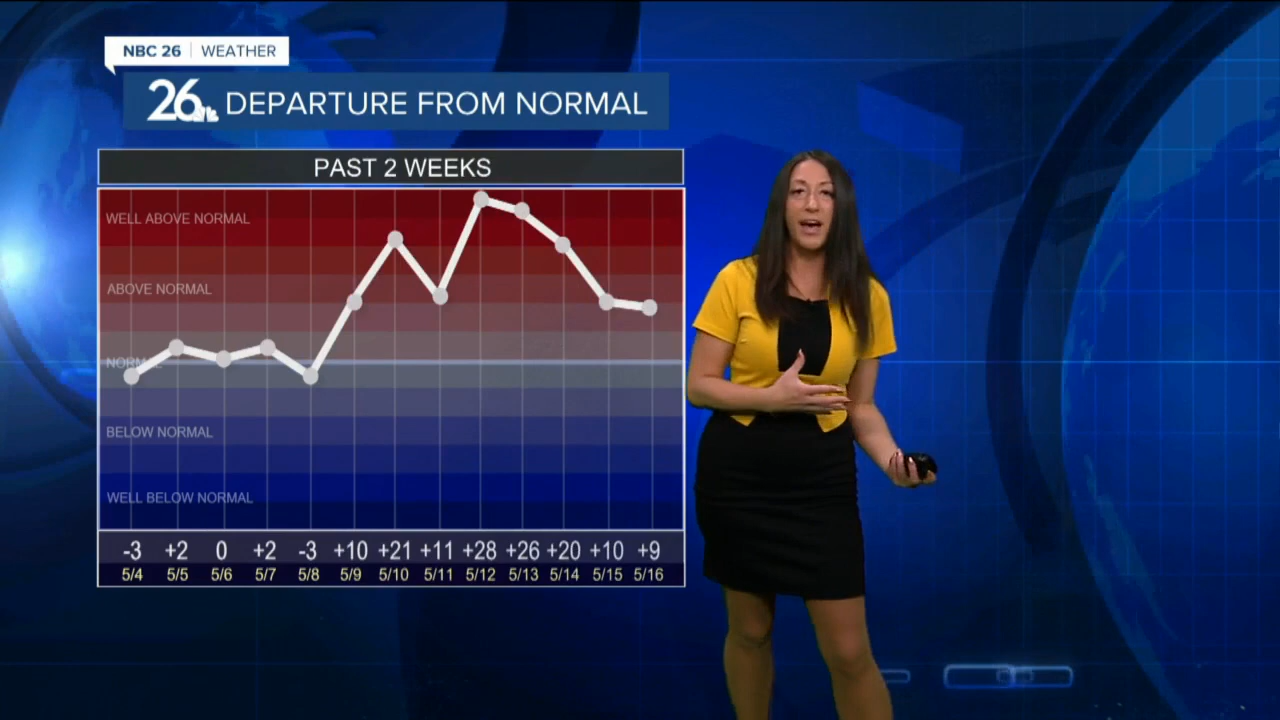 NBC 26 | WEATHER
26 DEPARTURE FROM NORMAL
PAST 2 WEEKS
WELL ABOVE NORMAL
ABOVE NORMAL
NORMAL
BELOW NORMAL
WELL BELOW NORMAL
-3 +2 0 +2 -3 +10 +21 +11 +28 +26 +20 +10 +9
5/4 5/5 5/6 5/7 5/8 5/9 5/10 5/11 5/12 5/13 5/14 5/15 5/16